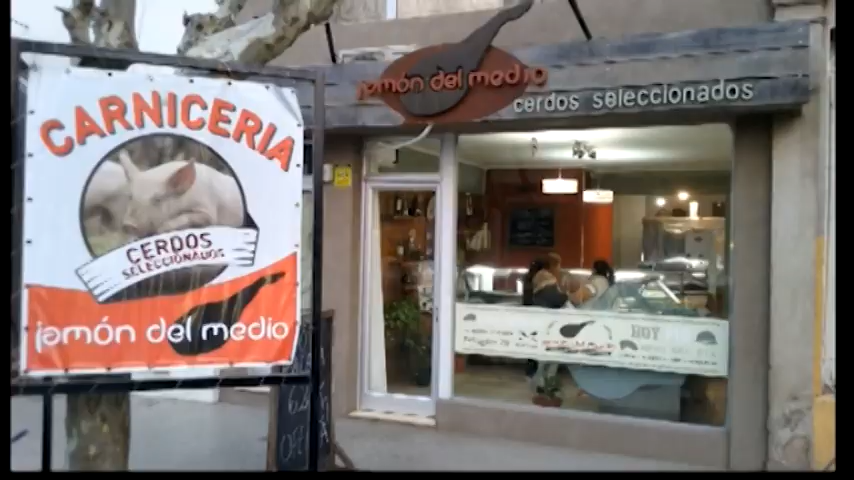 CARNICERIA
CERDOS
SELECCIONADOS
jamón del medio
jamón del medio
cerdos seleccionados
HOY